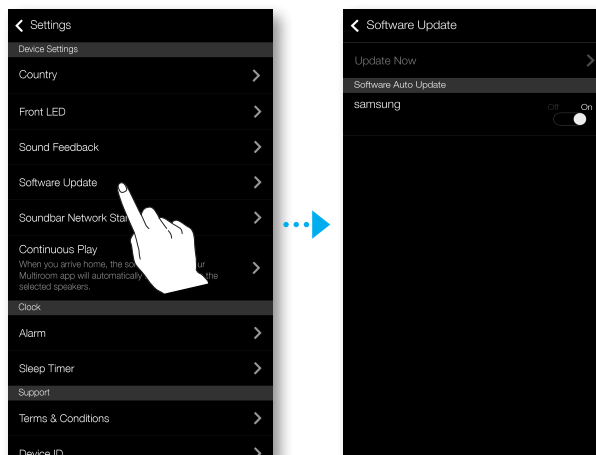 Settings
Device Settings
Country
Front LED
Sound Feedback
Software Update
Soundbar Network Sta
Continuous Play
When you arrive home, the so ur
Multiroom app will automatically the
selected speakers.
Clock
Alarm
Sleep Timer
Support
Terms & Conditions
Device ID
Software Update
Update Now
Software Auto Update
samsung
Off On